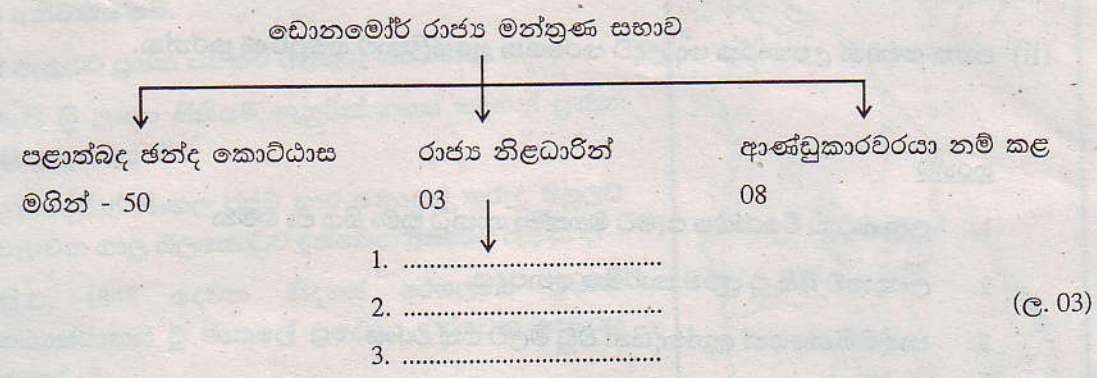 ඩොනමෝර් රාජ්‍ය මන්ත්‍රණ සභාව
පළාත්බද ඡන්ද කොට්ඨාස
මගින් - 50
රාජ්‍ය නිළධාරින්
03
ආණ්ඩුකාරවරයා නම් කළ
08
1. ........................................
2. ........................................
3. ........................................
(ල. 03)